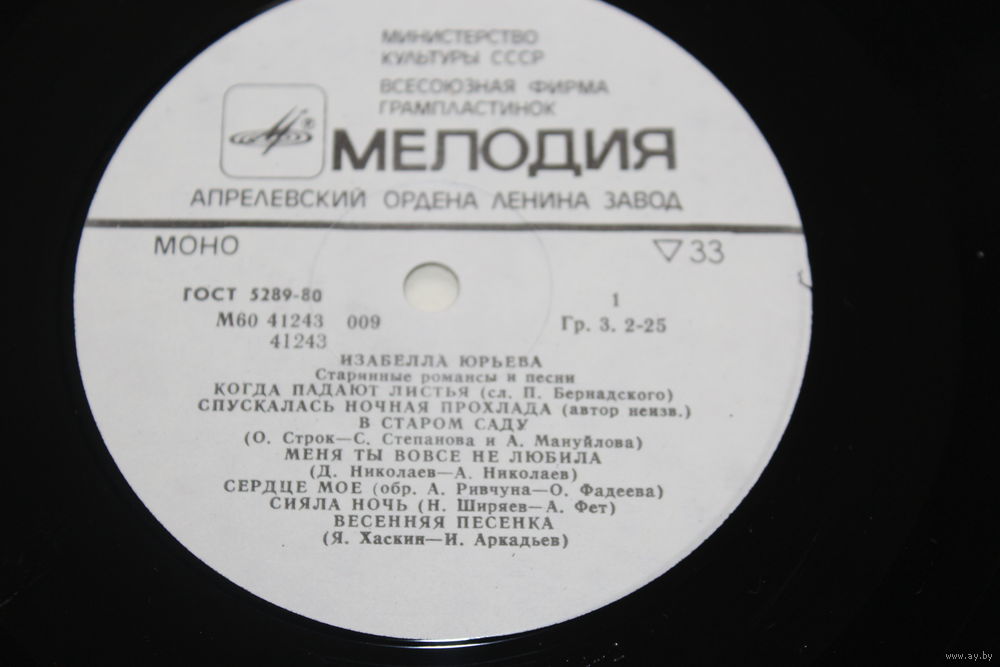 МИНИСТЕРСТВО
КУЛЬТУРЫ СССР
ВСЕСОЮЗНАЯ ФИРМА
ГРАМПЛАСТИНОК
®
МЕЛОДИЯ
АПРЕЛЕВСКИЙ ОРДЕНА ЛЕНИНА ЗАВОД
МОНО ▽ 33
ГОСТ 5289-80 1
М60 41243 009 Гр. 3. 2-25
41243
ИЗАБЕЛЛА ЮРЬЕВА
Старинные романсы и песни
КОГДА ПАДАЮТ ЛИСТЬЯ (сл. П. Бернадского)
СПУСКАЛАСЬ НОЧНАЯ ПРОХЛАДА (автор неизв.)
В СТАРОМ САДУ
(О. Строк—С. Степанова и А. Мануйлова)
МЕНЯ ТЫ ВОВСЕ НЕ ЛЮБИЛА
(Д. Николаев—А. Николаев)
СЕРДЦЕ МОЕ (обр. А. Ривчуна—О. Фадеева)
СИЯЛА НОЧЬ (Н. Ширяев—А. Фет)
ВЕСЕННЯЯ ПЕСЕНКА
(Я. Хаскин—И. Аркадьев)
www.ay.by